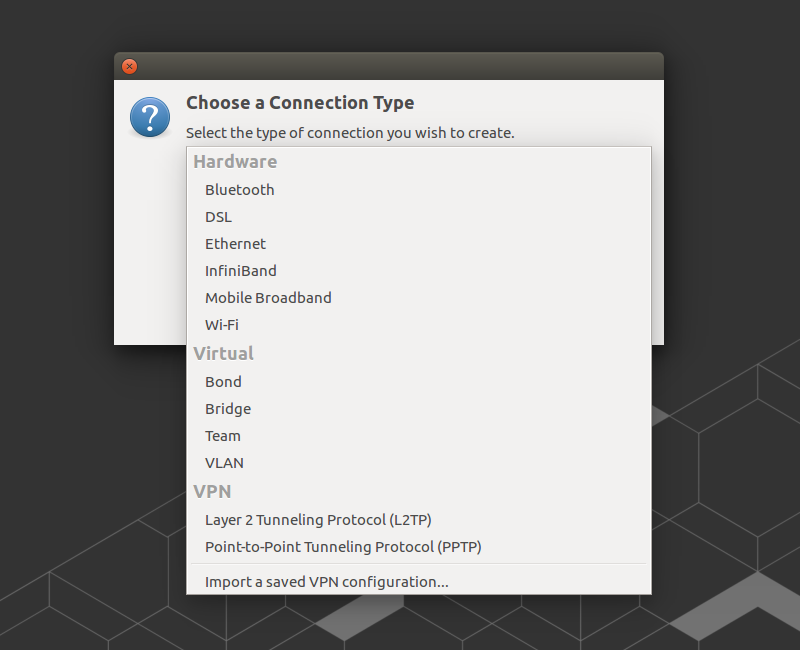 Choose a Connection Type
Select the type of connection you wish to create.
Hardware
Bluetooth
DSL
Ethernet
InfiniBand
Mobile Broadband
Wi-Fi
Virtual
Bond
Bridge
Team
VLAN
VPN
Layer 2 Tunneling Protocol (L2TP)
Point-to-Point Tunneling Protocol (PPTP)
Import a saved VPN configuration...